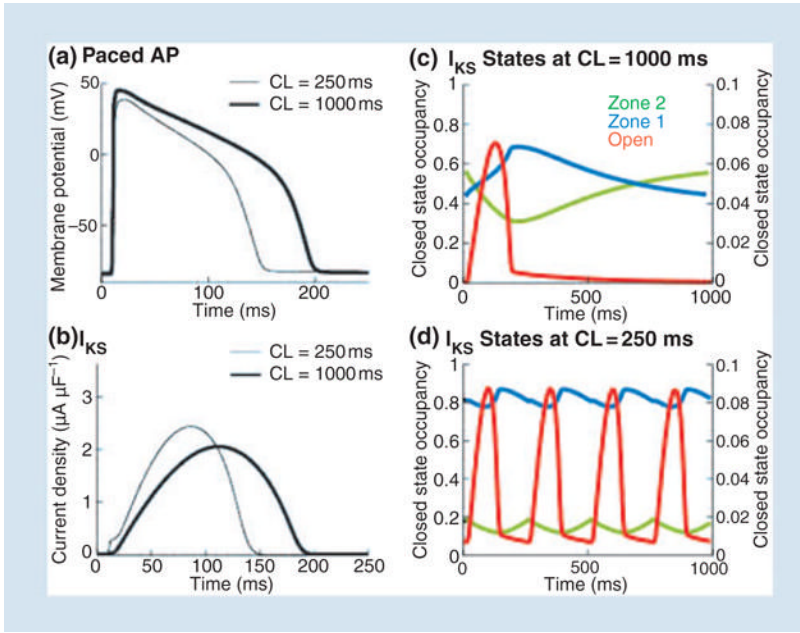 (a) Paced AP
CL = 250 ms
CL = 1000 ms
50
0
−50
Membrane potential (mV)
0 100 200
Time (ms)
(b) IKS
CL = 250 ms
CL = 1000 ms
3
2
1
0
Current density (µA µF−1)
0 50 100 150 200 250
Time (ms)
(c) IKS States at CL = 1000 ms
1
0.8
0.6
0.4
0.2
0
Closed state occupancy
Zone 2
Zone 1
Open
0.1
0.08
0.06
0.04
0.02
0
Closed state occupancy
0 500 1000
Time (ms)
(d) IKS States at CL = 250 ms
1
0.8
0.6
0.4
0.2
0
Closed state occupancy
0.1
0.08
0.06
0.04
0.02
0
Closed state occupancy
0 500 1000
Time (ms)